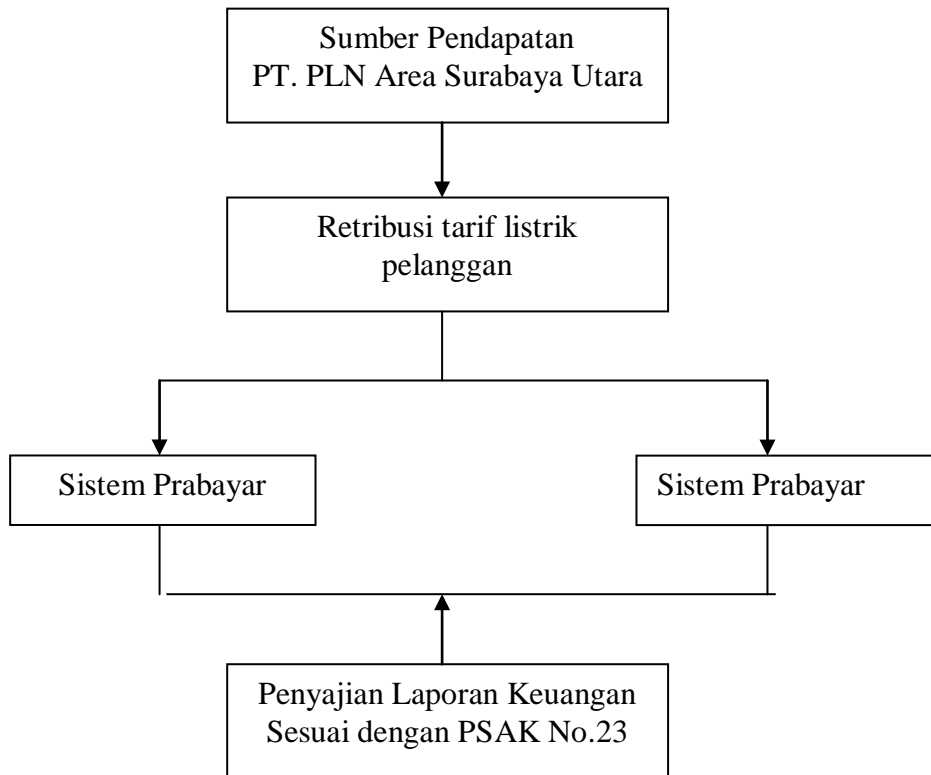 Sumber Pendapatan
PT. PLN Area Surabaya Utara
Retribusi tarif listrik
pelanggan
Sistem Prabayar
Sistem Prabayar
Penyajian Laporan Keuangan
Sesuai dengan PSAK No.23